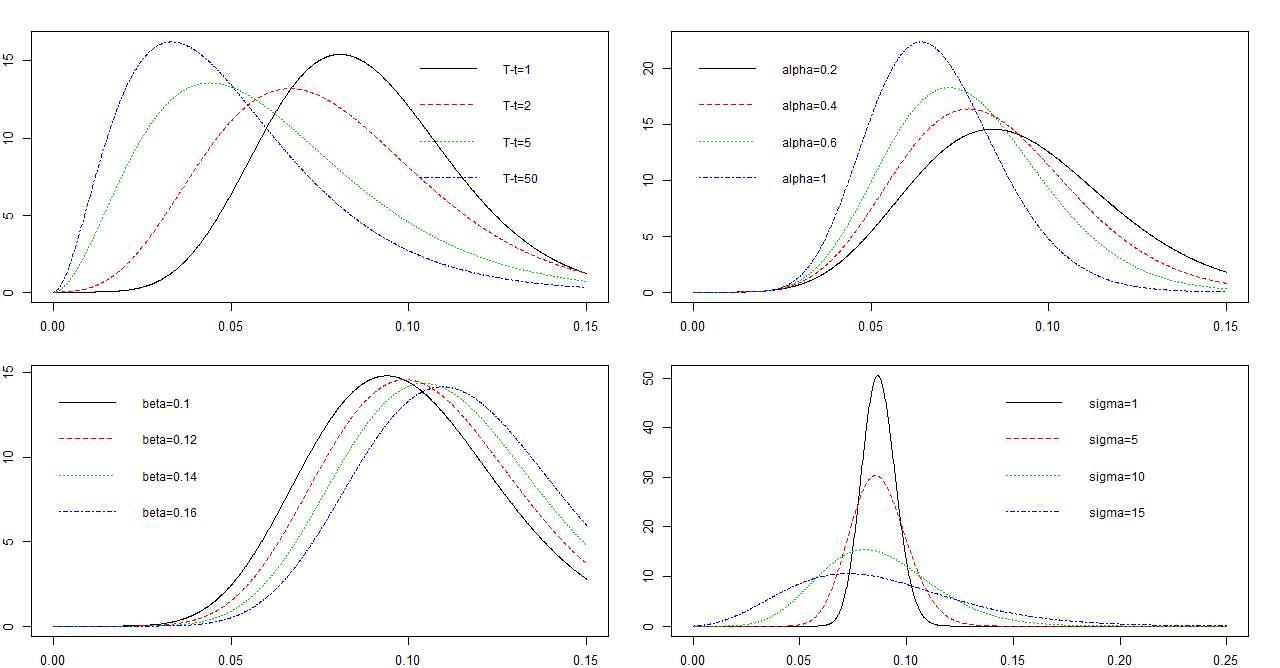 15
10
5
0
T-t=1
T-t=2
T-t=5
T-t=50
0.00 0.05 0.10 0.15
20
15
10
5
0
alpha=0.2
alpha=0.4
alpha=0.6
alpha=1
0.00 0.05 0.10 0.15
15
10
5
0
beta=0.1
beta=0.12
beta=0.14
beta=0.16
0.00 0.05 0.10 0.15
50
40
30
20
10
0
sigma=1
sigma=5
sigma=10
sigma=15
0.00 0.05 0.10 0.15 0.20 0.25